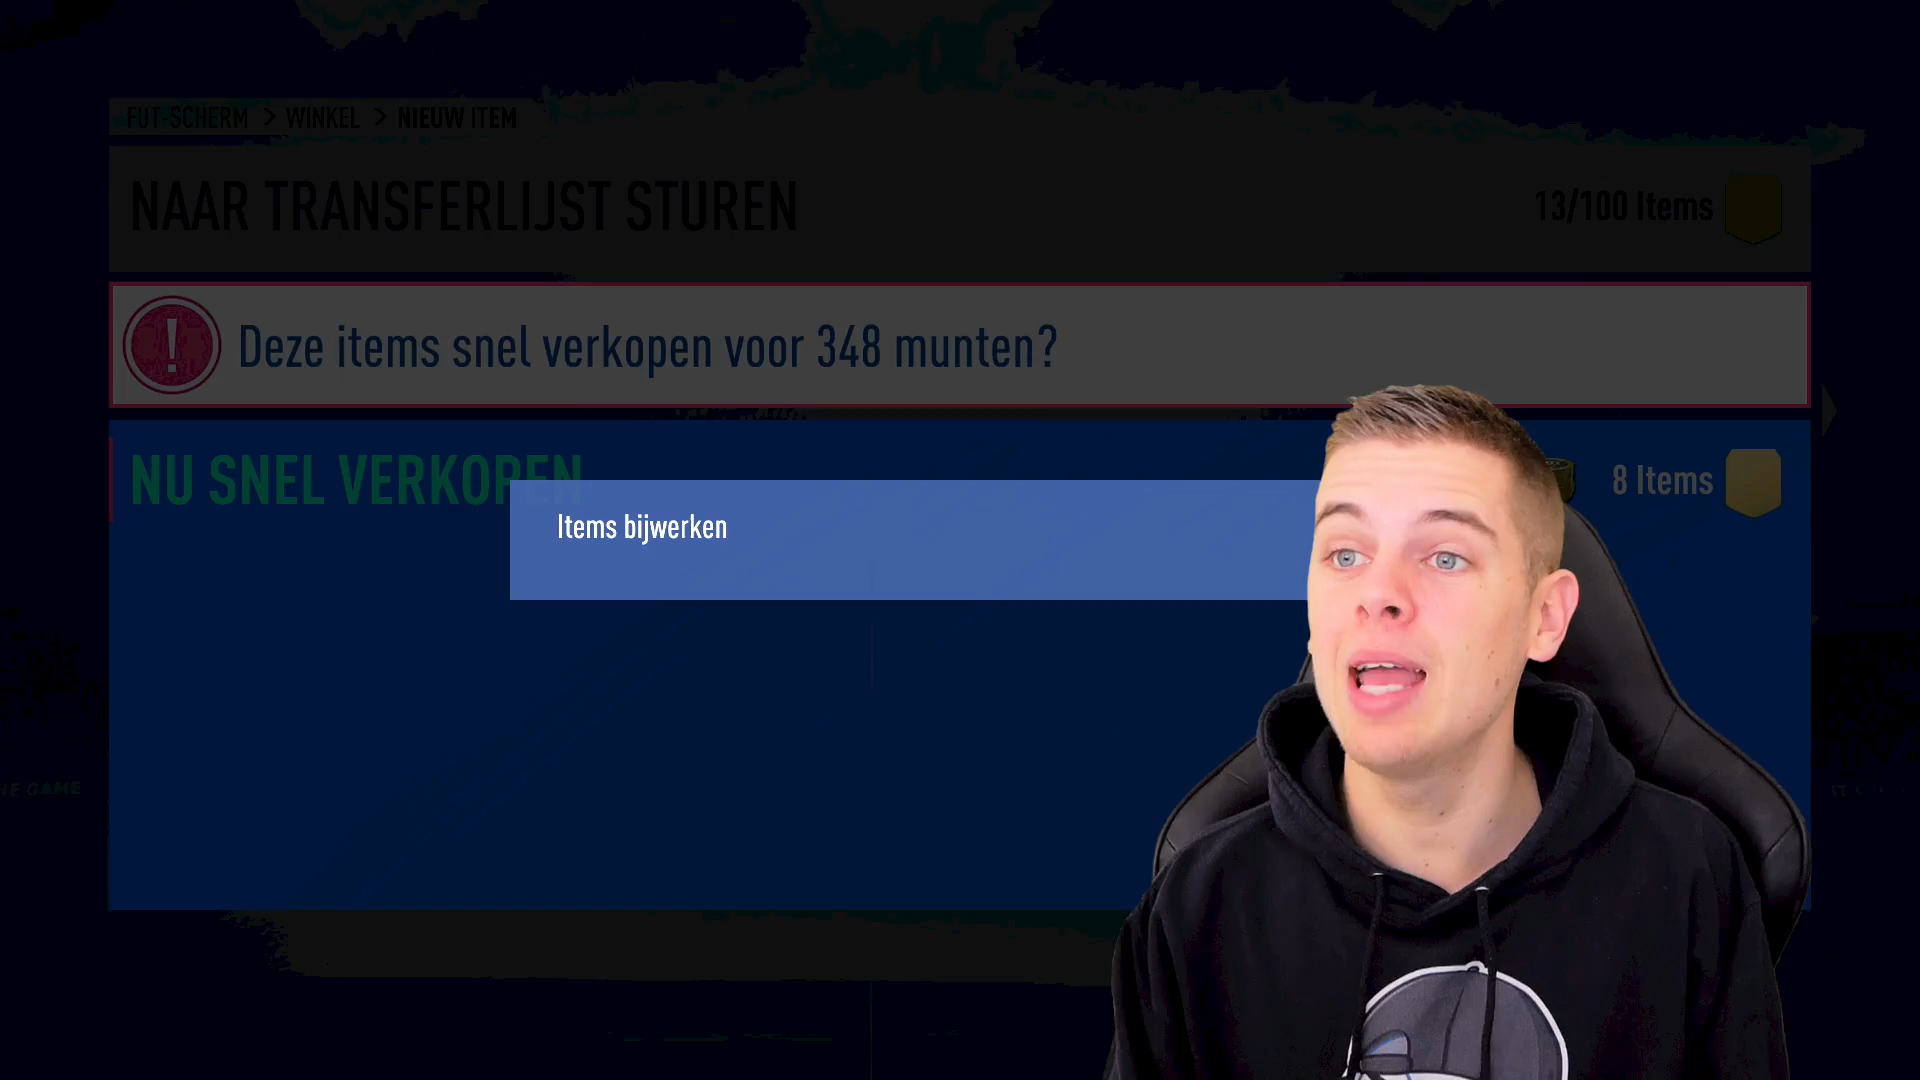 FUT-SCHERM > WINKEL > NIEUW ITEM
NAAR TRANSFERLIJST STUREN
13/100 Items
Deze items snel verkopen voor 348 munten?
NU SNEL VERKOPEN
8 Items
Items bijwerken
GAME